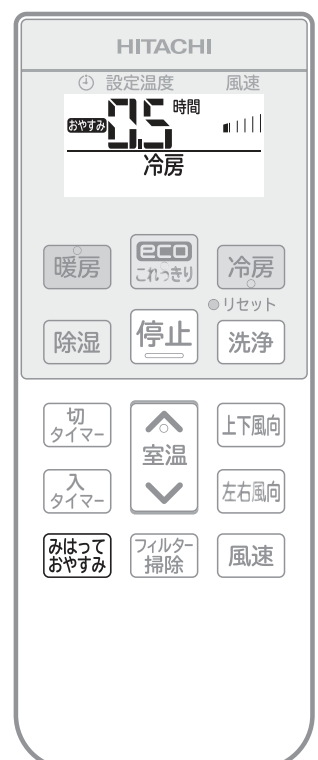 HITACHI
設定温度 風速
おやすみ 0.5 時間
冷房
暖房 eco これっきり 冷房
リセット
除湿 停止 洗浄
切タイマー 室温 上下風向
入タイマー 左右風向
みはっておやすみ フィルター掃除 風速